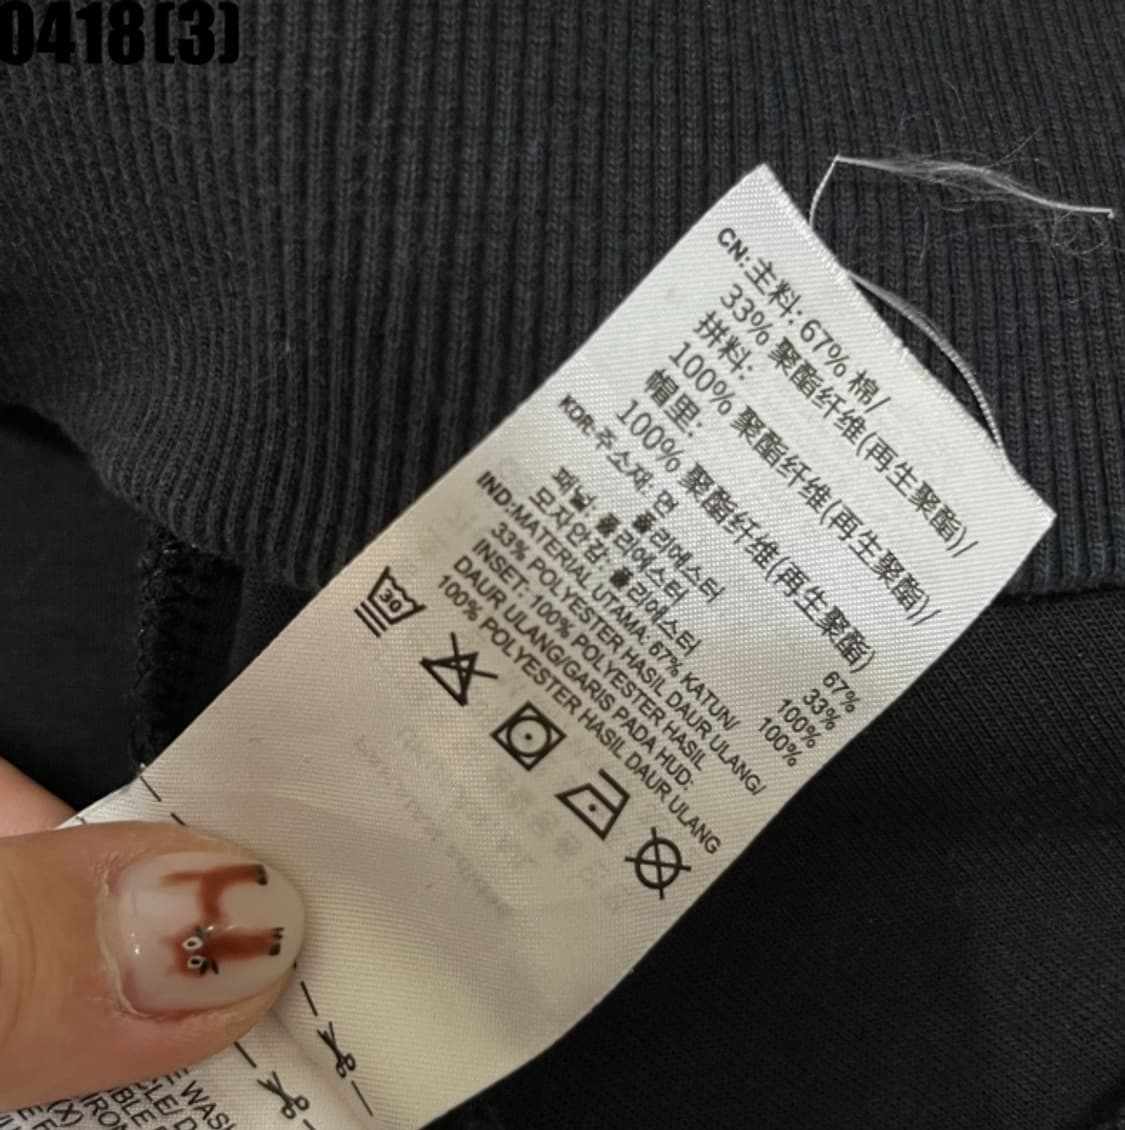 0418(3)
CN:主料: 67% 棉/
33% 聚酯纤维(再生聚酯)/
拼料:
100% 聚酯纤维(再生聚酯)/
帽里:
100% 聚酯纤维(再生聚酯)
KOR:주소재: 면 67%
폴리에스터 33%
패널: 폴리에스터 100%
모자안감: 폴리에스터 100%
IND:MATERIAL UTAMA: 67% KATUN/
33% POLYESTER HASIL DAUR ULANG/
INSET: 100% POLYESTER HASIL
DAUR ULANG/GARIS PADA HUD:
100% POLYESTER HASIL DAUR ULANG
30
WASH
IRON